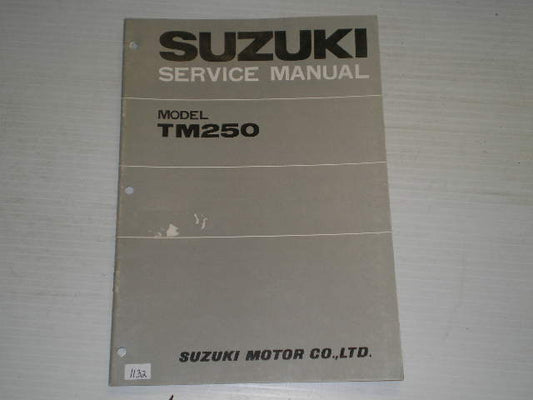 SUZUKI
SERVICE MANUAL
MODEL
TM250
SUZUKI MOTOR CO.,LTD.
1132